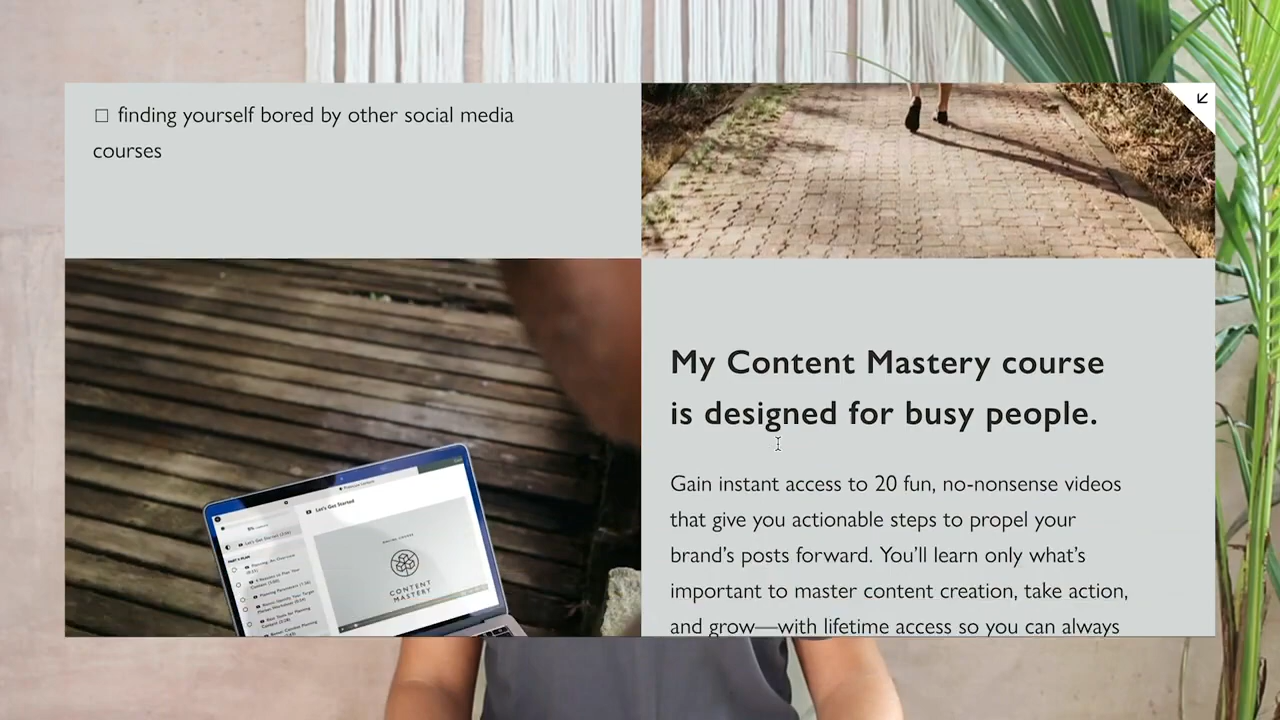 □ finding yourself bored by other social media
courses
My Content Mastery course
is designed for busy people.
Gain instant access to 20 fun, no-nonsense videos
that give you actionable steps to propel your
brand’s posts forward. You’ll learn only what’s
important to master content creation, take action,
and grow—with lifetime access so you can always
Let's Get Started
CONTENT
MASTERY